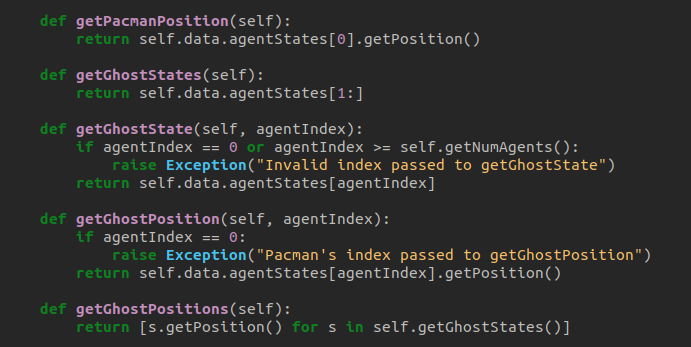 def getPacmanPosition(self):
    return self.data.agentStates[0].getPosition()

def getGhostStates(self):
    return self.data.agentStates[1:]

def getGhostState(self, agentIndex):
    if agentIndex == 0 or agentIndex >= self.getNumAgents():
        raise Exception("Invalid index passed to getGhostState")
    return self.data.agentStates[agentIndex]

def getGhostPosition(self, agentIndex):
    if agentIndex == 0:
        raise Exception("Pacman's index passed to getGhostPosition")
    return self.data.agentStates[agentIndex].getPosition()

def getGhostPositions(self):
    return [s.getPosition() for s in self.getGhostStates()]